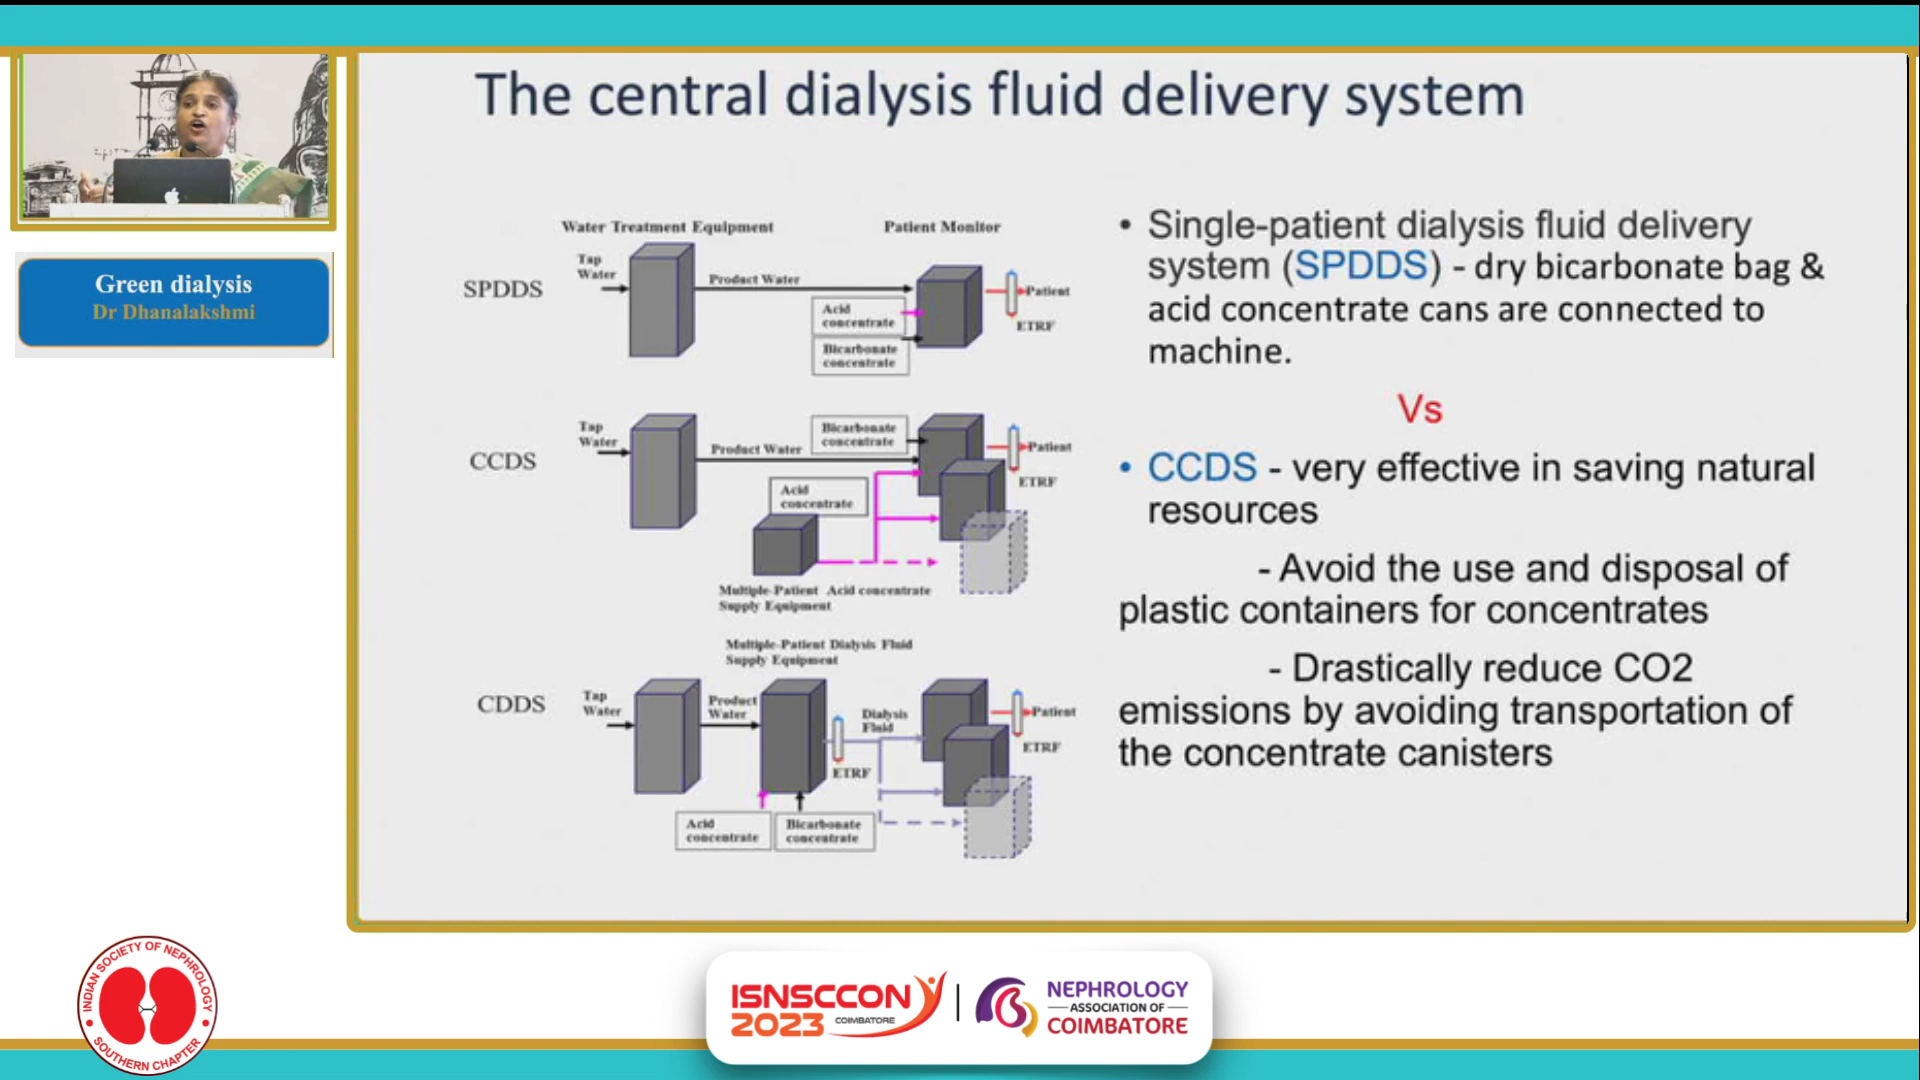 The central dialysis fluid delivery system
Green dialysis
Dr Dhanalakshmi
Water Treatment Equipment
Patient Monitor
SPDDS
Tap
Water
Product Water
Acid
concentrate
Bicarbonate
concentrate
Patient
ETRF
CCDS
Tap
Water
Product Water
Bicarbonate
concentrate
Acid
concentrate
Patient
ETRF
Multiple-Patient Acid concentrate
Supply Equipment
Multiple-Patient Dialysis Fluid
Supply Equipment
CDDS
Tap
Water
Product
Water
Dialysis
Fluid
ETRF
Patient
ETRF
Acid
concentrate
Bicarbonate
concentrate
• Single-patient dialysis fluid delivery
system (SPDDS) - dry bicarbonate bag &
acid concentrate cans are connected to
machine.
Vs
• CCDS - very effective in saving natural
resources
- Avoid the use and disposal of
plastic containers for concentrates
- Drastically reduce CO2
emissions by avoiding transportation of
the concentrate canisters
INDIAN SOCIETY OF NEPHROLOGY
SOUTHERN CHAPTER
ISNSCCON
2023 COIMBATORE
NEPHROLOGY
ASSOCIATION OF
COIMBATORE